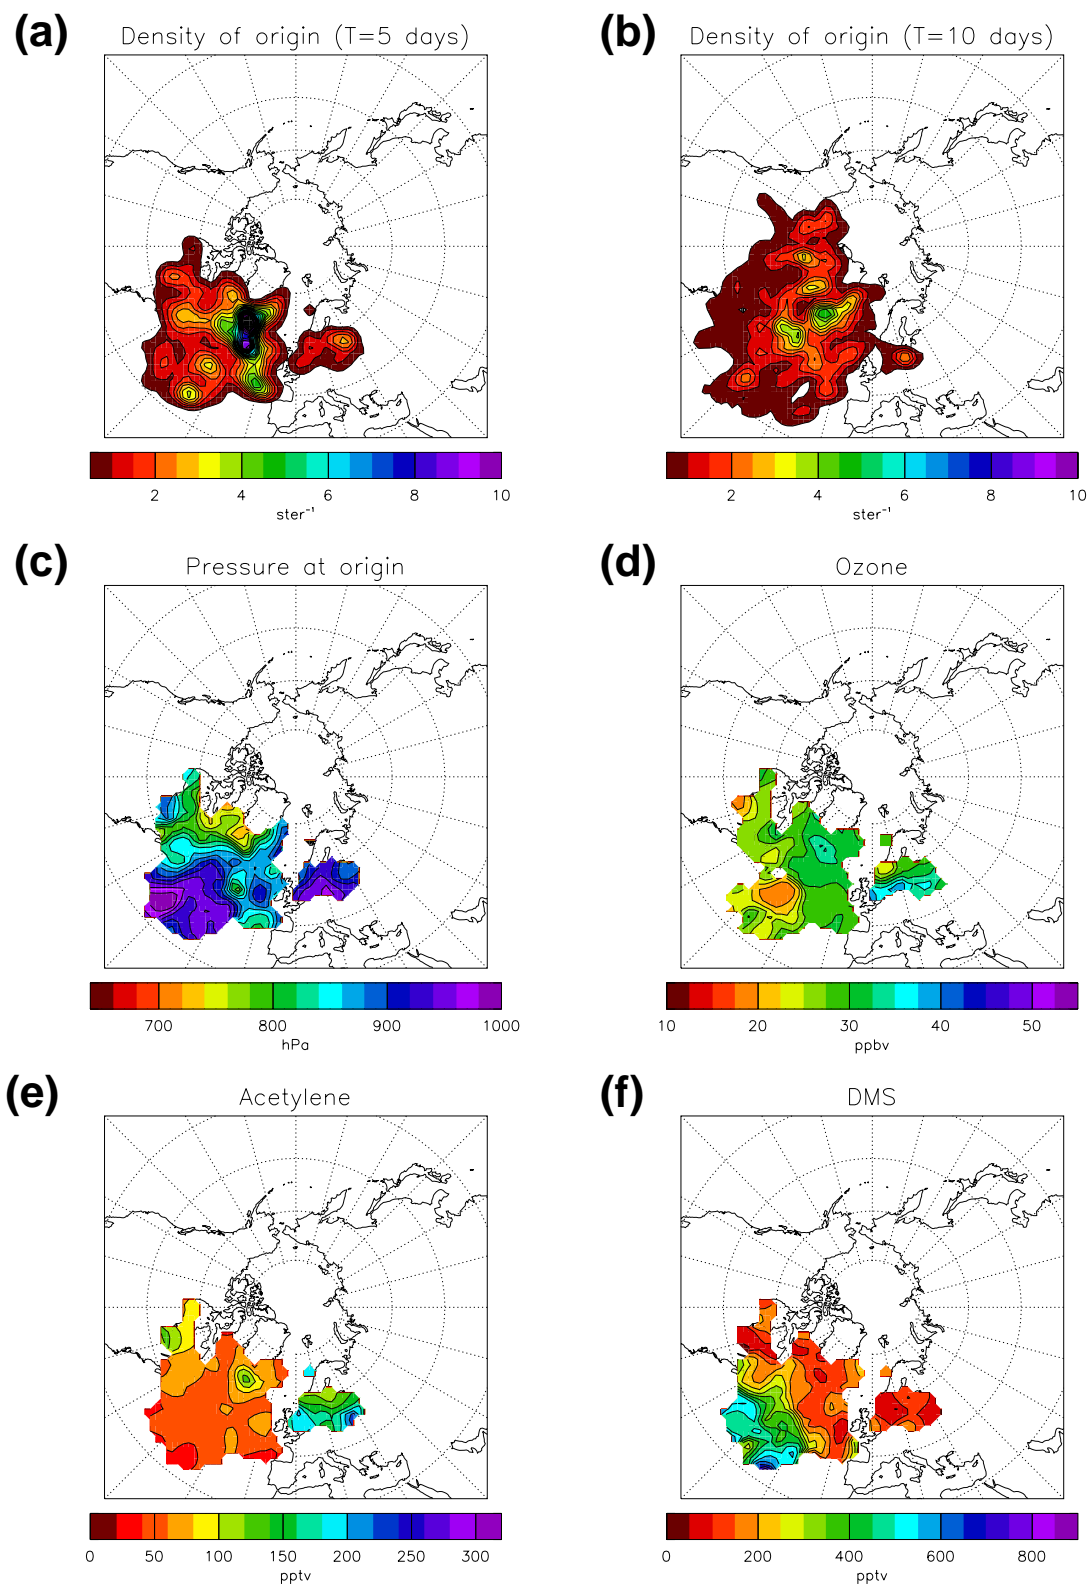 (a) (b)
Density of origin (T=5 days) Density of origin (T=10 days)
2 4 6 8 10 2 4 6 8 10
ster⁻¹ ster⁻¹
(c) (d)
Pressure at origin Ozone
700 800 900 1000 10 20 30 40 50
hPa ppbv
(e) (f)
Acetylene DMS
0 50 100 150 200 250 300 0 200 400 600 800
pptv pptv